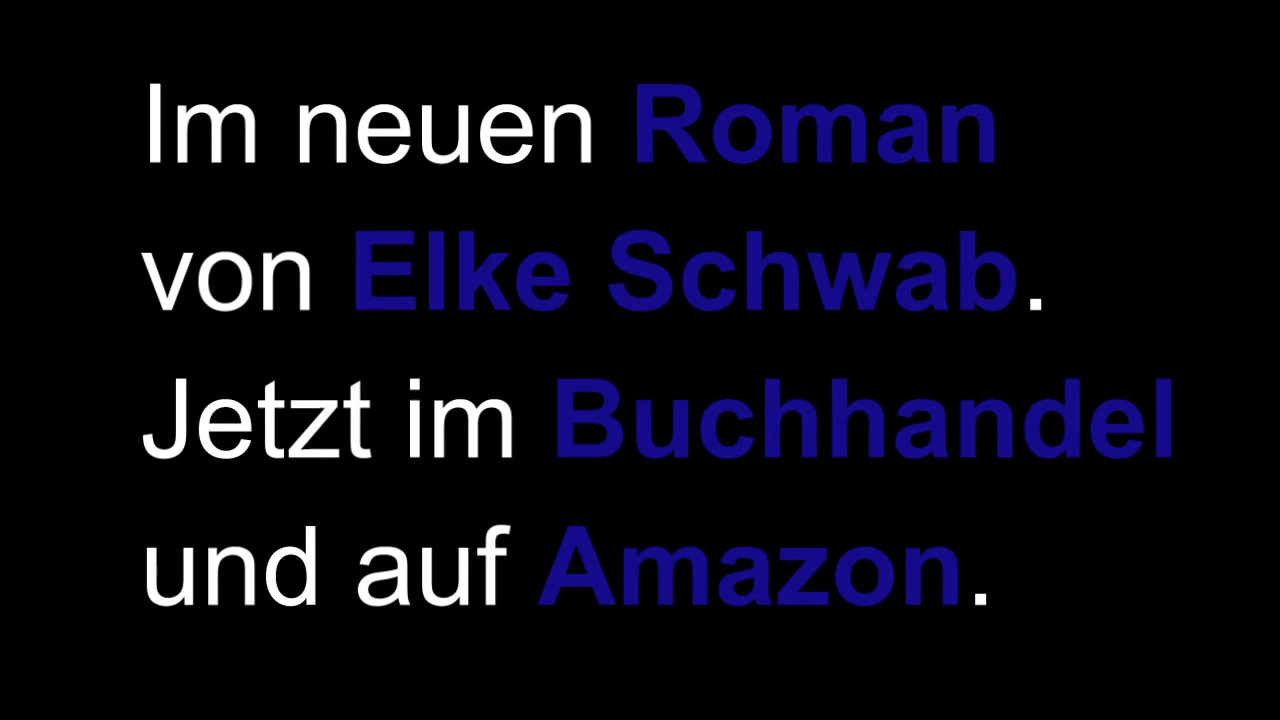 Im neuen Roman
von Elke Schwab.
Jetzt im Buchhandel
und auf Amazon.